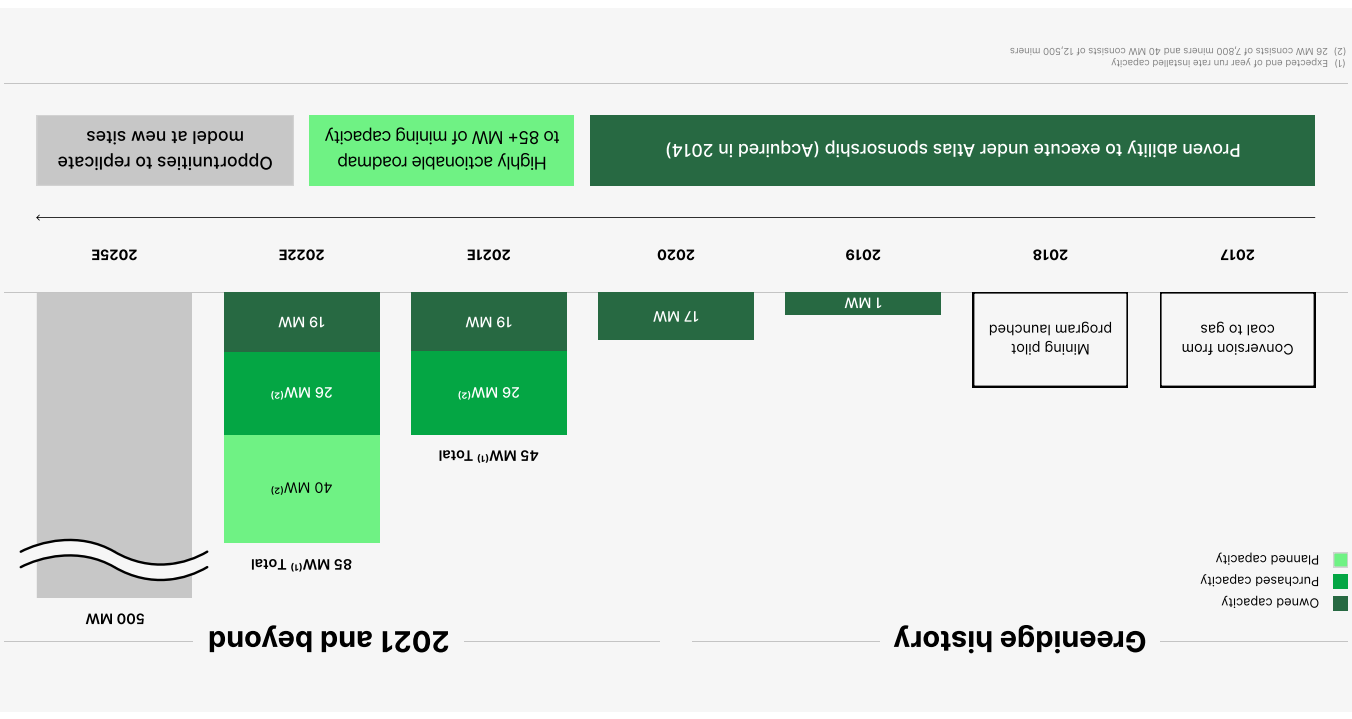 Greenidge history
2021 and beyond
Owned capacity
Purchased capacity
Planned capacity
500 MW
85 MW(1) Total
40 MW(2)
45 MW(1) Total
26 MW(2)
26 MW(2)
Conversion from
coal to gas
Mining pilot
program launched
1 MW
17 MW
19 MW
19 MW
2017
2018
2019
2020
2021E
2022E
2025E
Proven ability to execute under Atlas sponsorship (Acquired in 2014)
Highly actionable roadmap
to 85+ MW of mining capacity
Opportunities to replicate
model at new sites
(1) Expected end of year run rate installed capacity
(2) 26 MW consists of 7,800 miners and 40 MW consists of 12,500 miners